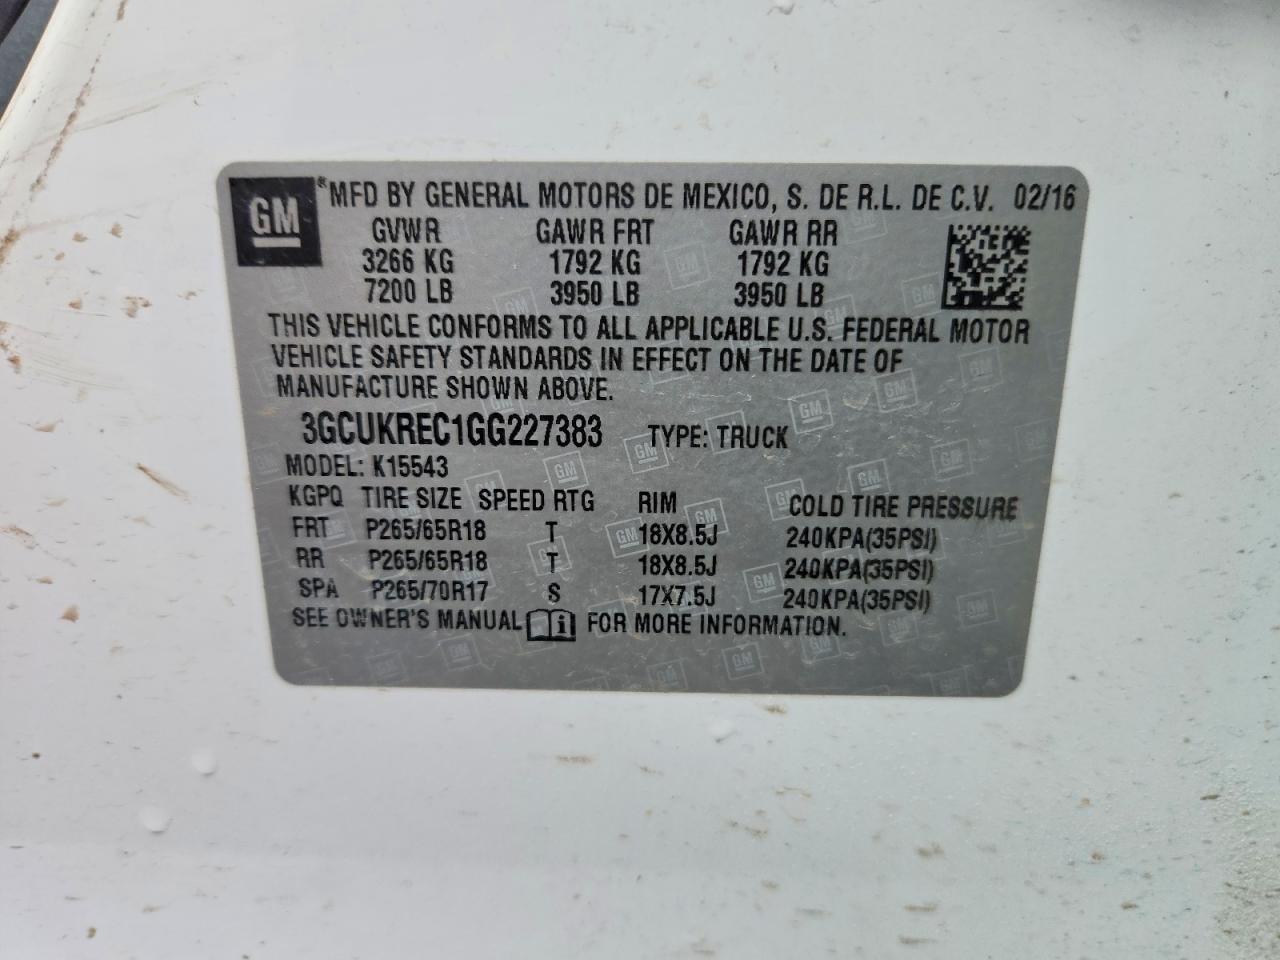 GM ® MFD BY GENERAL MOTORS DE MEXICO, S. DE R.L. DE C.V. 02/16
GVWR GAWR FRT GAWR RR
3266 KG 1792 KG 1792 KG
7200 LB 3950 LB 3950 LB
THIS VEHICLE CONFORMS TO ALL APPLICABLE U.S. FEDERAL MOTOR
VEHICLE SAFETY STANDARDS IN EFFECT ON THE DATE OF
MANUFACTURE SHOWN ABOVE.
3GCUKREC1GG227383 TYPE: TRUCK
MODEL: K15543
KGPQ TIRE SIZE SPEED RTG RIM COLD TIRE PRESSURE
FRT P265/65R18 T 18X8.5J 240KPA(35PSI)
RR P265/65R18 T 18X8.5J 240KPA(35PSI)
SPA P265/70R17 S 17X7.5J 240KPA(35PSI)
SEE OWNER'S MANUAL i FOR MORE INFORMATION.